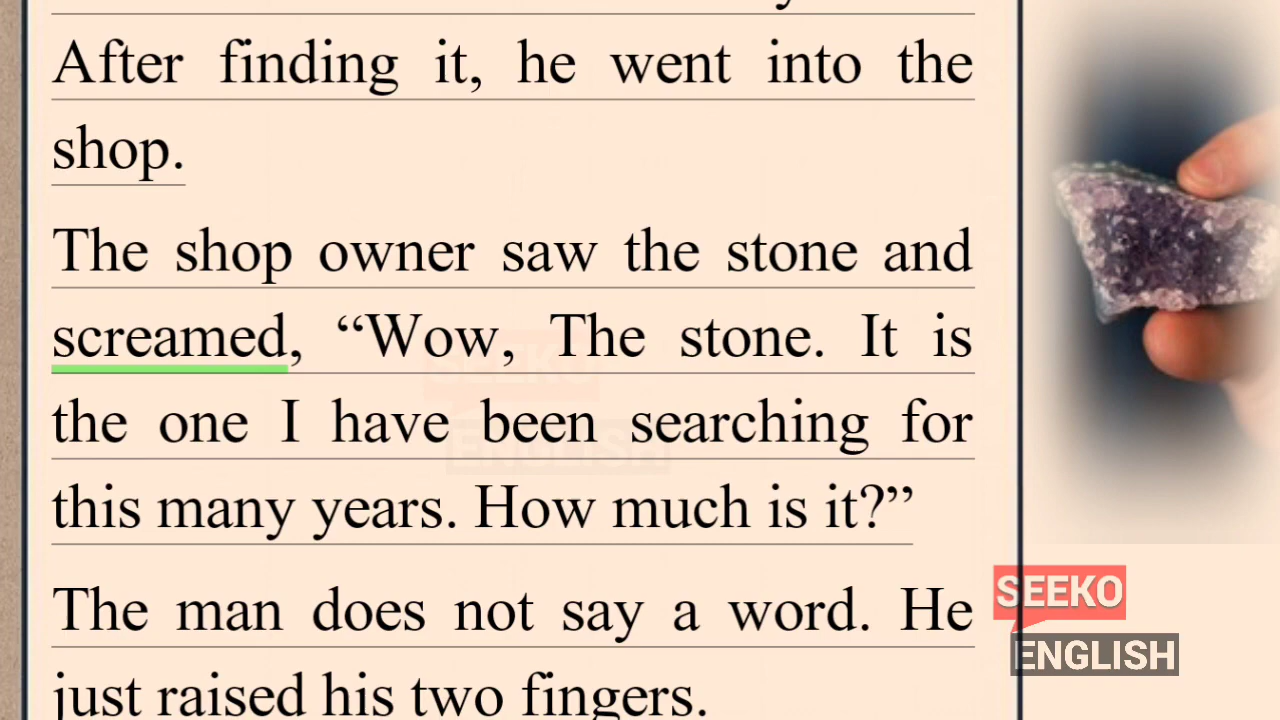 After finding it, he went into the
shop.
The shop owner saw the stone and
screamed, “Wow, The stone. It is
the one I have been searching for
this many years. How much is it?”
The man does not say a word. He
just raised his two fingers.
SEEKO
ENGLISH
SEEKO
ENGLISH